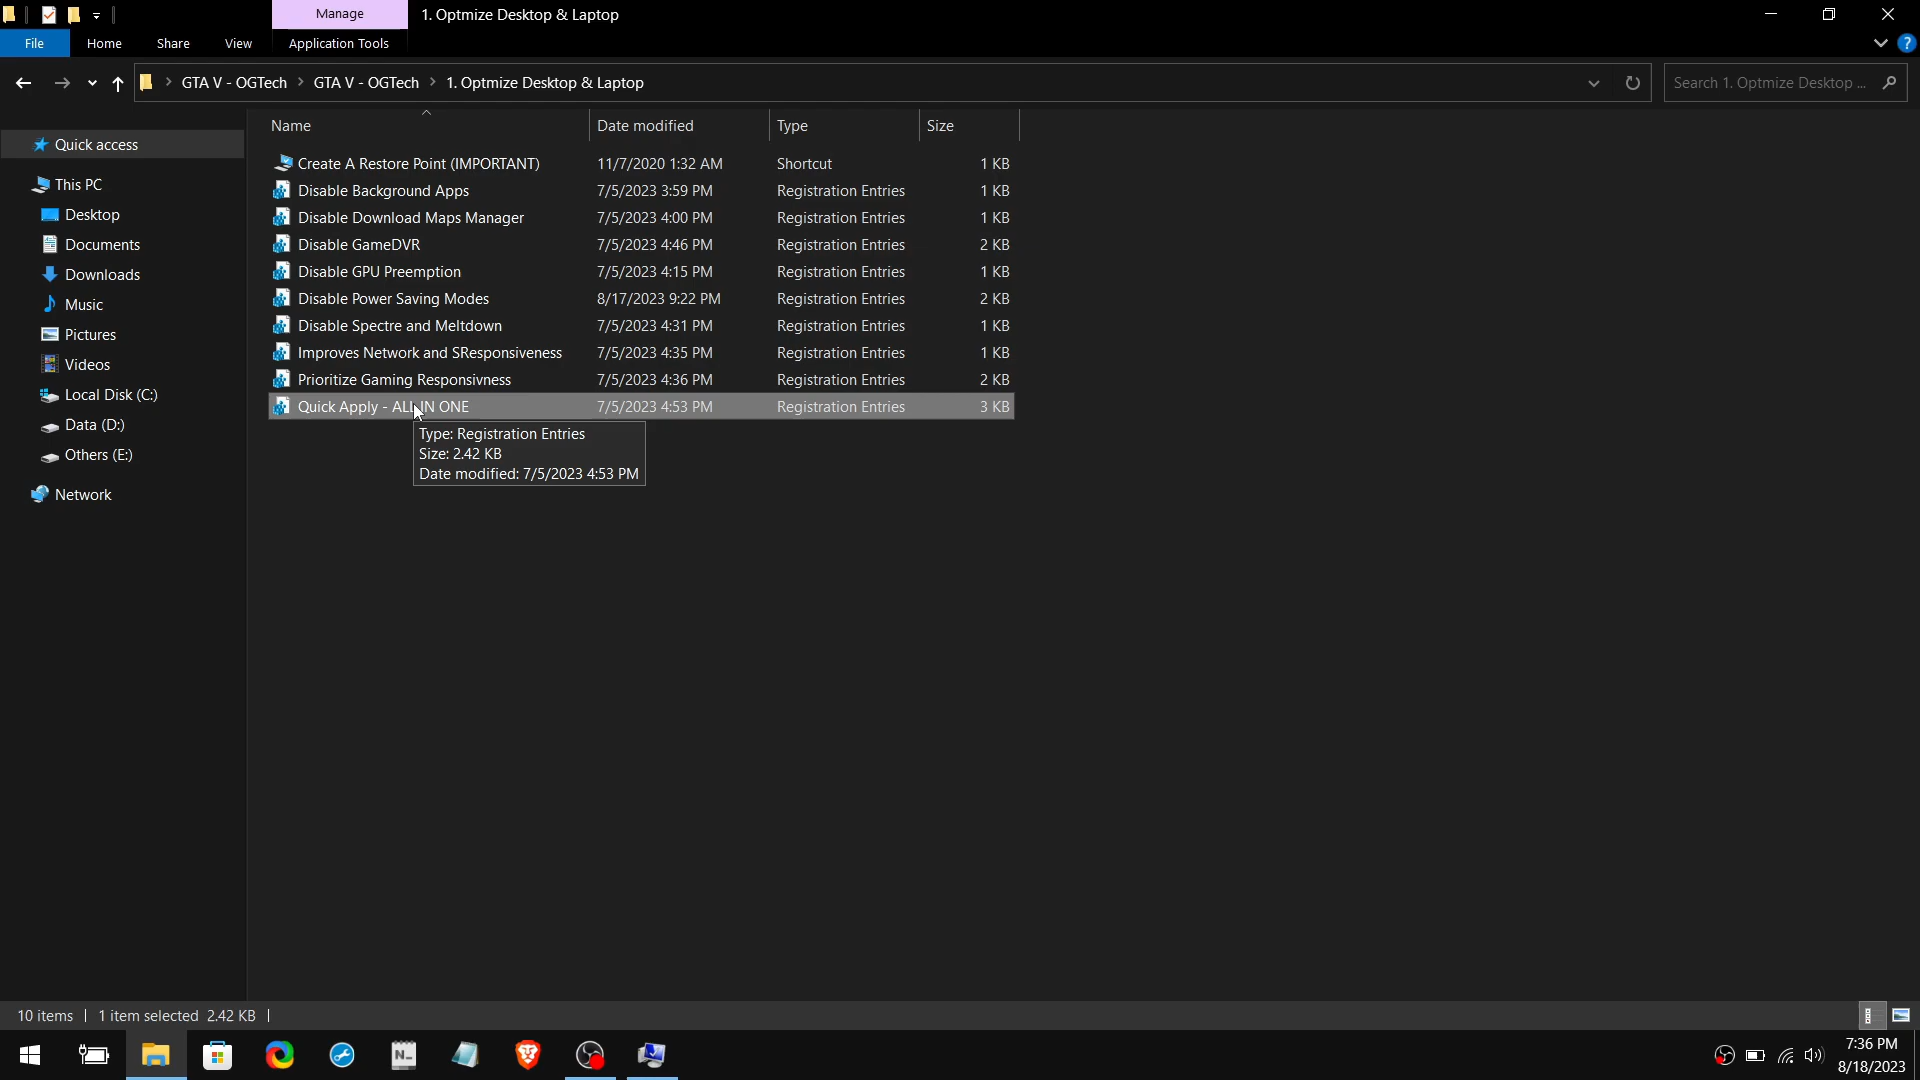 Manage
1. Optmize Desktop & Laptop
File
Home
Share
View
Application Tools
GTA V - OGTech
GTA V - OGTech
1. Optmize Desktop & Laptop
Search 1. Optmize Desktop ...
Name
Date modified
Type
Size
Quick access
This PC
Desktop
Documents
Downloads
Music
Pictures
Videos
Local Disk (C:)
Data (D:)
Others (E:)
Network
Create A Restore Point (IMPORTANT) 11/7/2020 1:32 AM Shortcut 1 KB
Disable Background Apps 7/5/2023 3:59 PM Registration Entries 1 KB
Disable Download Maps Manager 7/5/2023 4:00 PM Registration Entries 1 KB
Disable GameDVR 7/5/2023 4:46 PM Registration Entries 2 KB
Disable GPU Preemption 7/5/2023 4:15 PM Registration Entries 1 KB
Disable Power Saving Modes 8/17/2023 9:22 PM Registration Entries 2 KB
Disable Spectre and Meltdown 7/5/2023 4:31 PM Registration Entries 1 KB
Improves Network and SResponsiveness 7/5/2023 4:35 PM Registration Entries 1 KB
Prioritize Gaming Responsivness 7/5/2023 4:36 PM Registration Entries 2 KB
Quick Apply - ALL IN ONE 7/5/2023 4:53 PM Registration Entries 3 KB
Type: Registration Entries
Size: 2.42 KB
Date modified: 7/5/2023 4:53 PM
10 items
1 item selected 2.42 KB
N
7:36 PM
8/18/2023